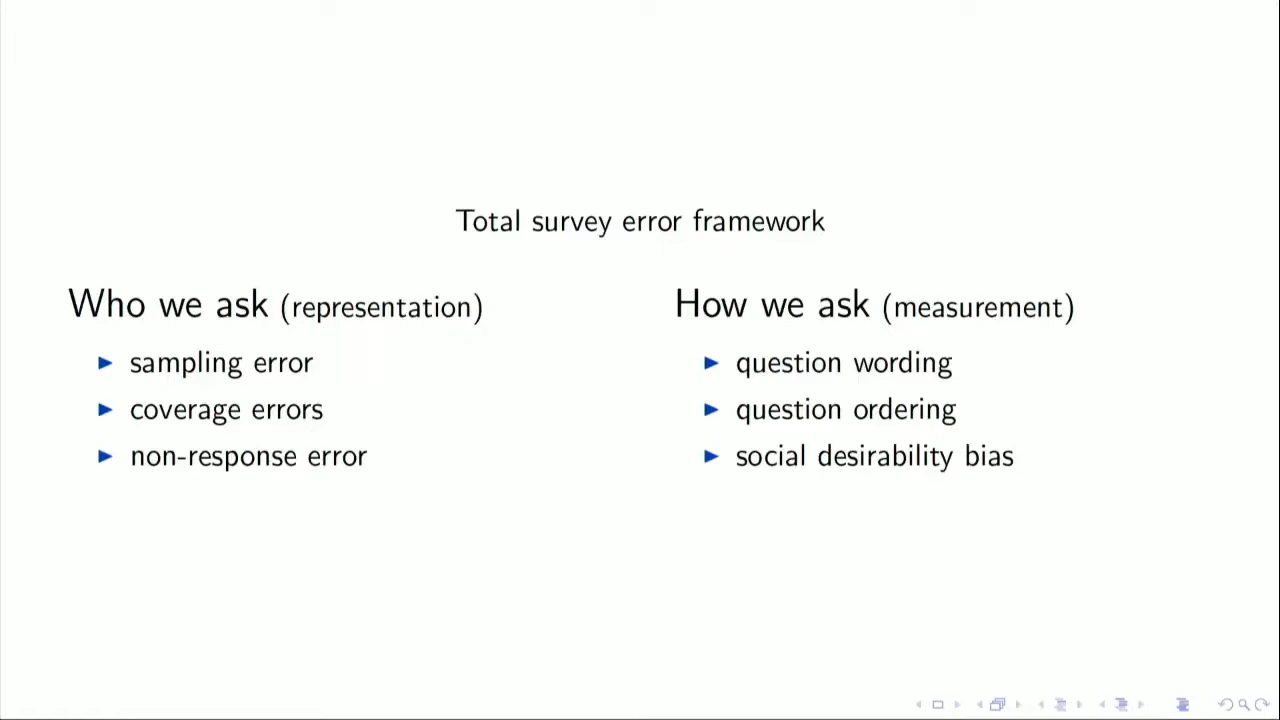 Total survey error framework
Who we ask (representation)
sampling error
coverage errors
non-response error
How we ask (measurement)
question wording
question ordering
social desirability bias